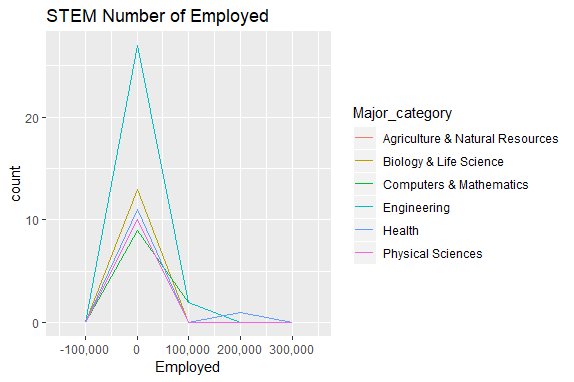 STEM Number of Employed
20
10
0
count
-100,000 0 100,000 200,000 300,000
Employed
Major_category
Agriculture & Natural Resources
Biology & Life Science
Computers & Mathematics
Engineering
Health
Physical Sciences